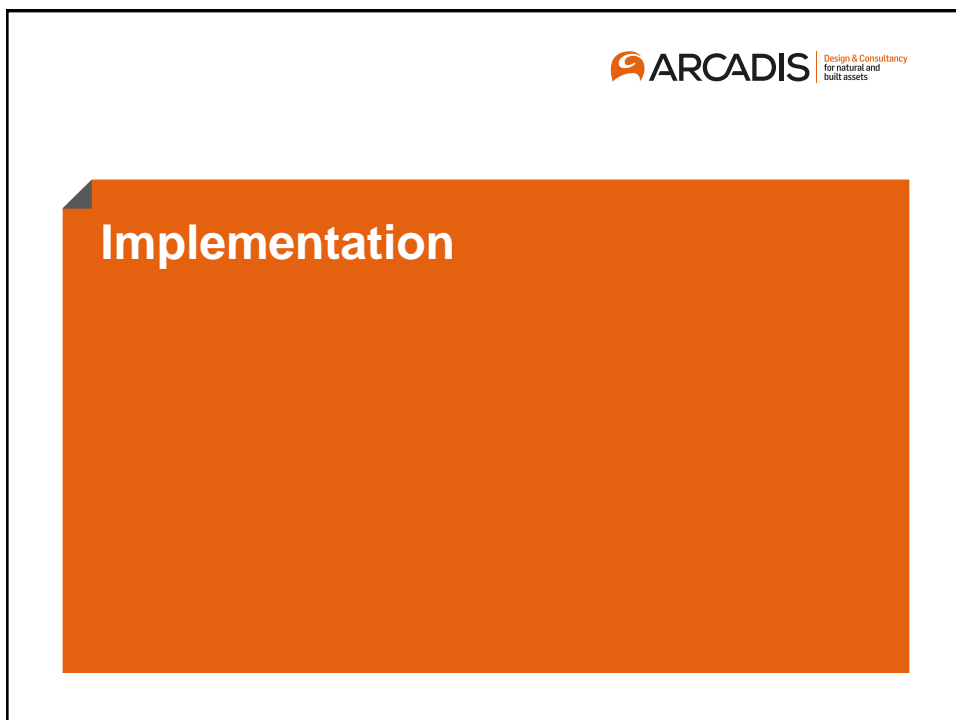 ARCADIS
Design & Consultancy
for natural and
built assets
Implementation